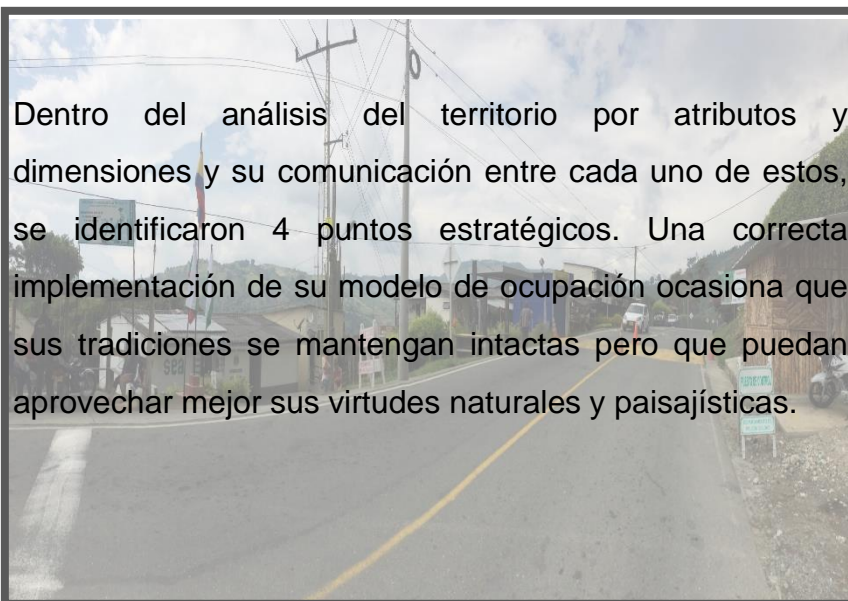 Dentro del análisis del territorio por atributos y
dimensiones y su comunicación entre cada uno de estos,
se identificaron 4 puntos estratégicos. Una correcta
implementación de su modelo de ocupación ocasiona que
sus tradiciones se mantengan intactas pero que puedan
aprovechar mejor sus virtudes naturales y paisajísticas.